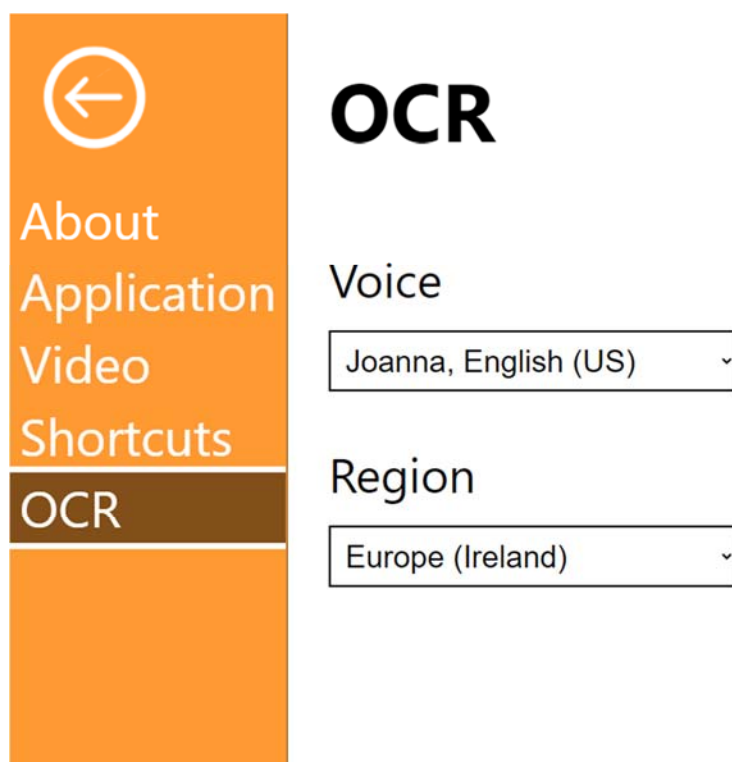 About
Application
Video
Shortcuts
OCR
OCR
Voice
Joanna, English (US)
Region
Europe (Ireland)